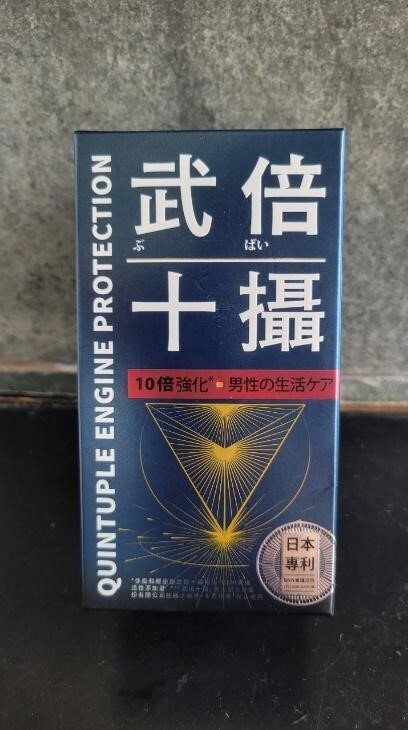 武倍
ぶ ばい
十攝
10倍強化*・男性の生活ケア
QUINTUPLE ENGINE PROTECTION
日本
專利